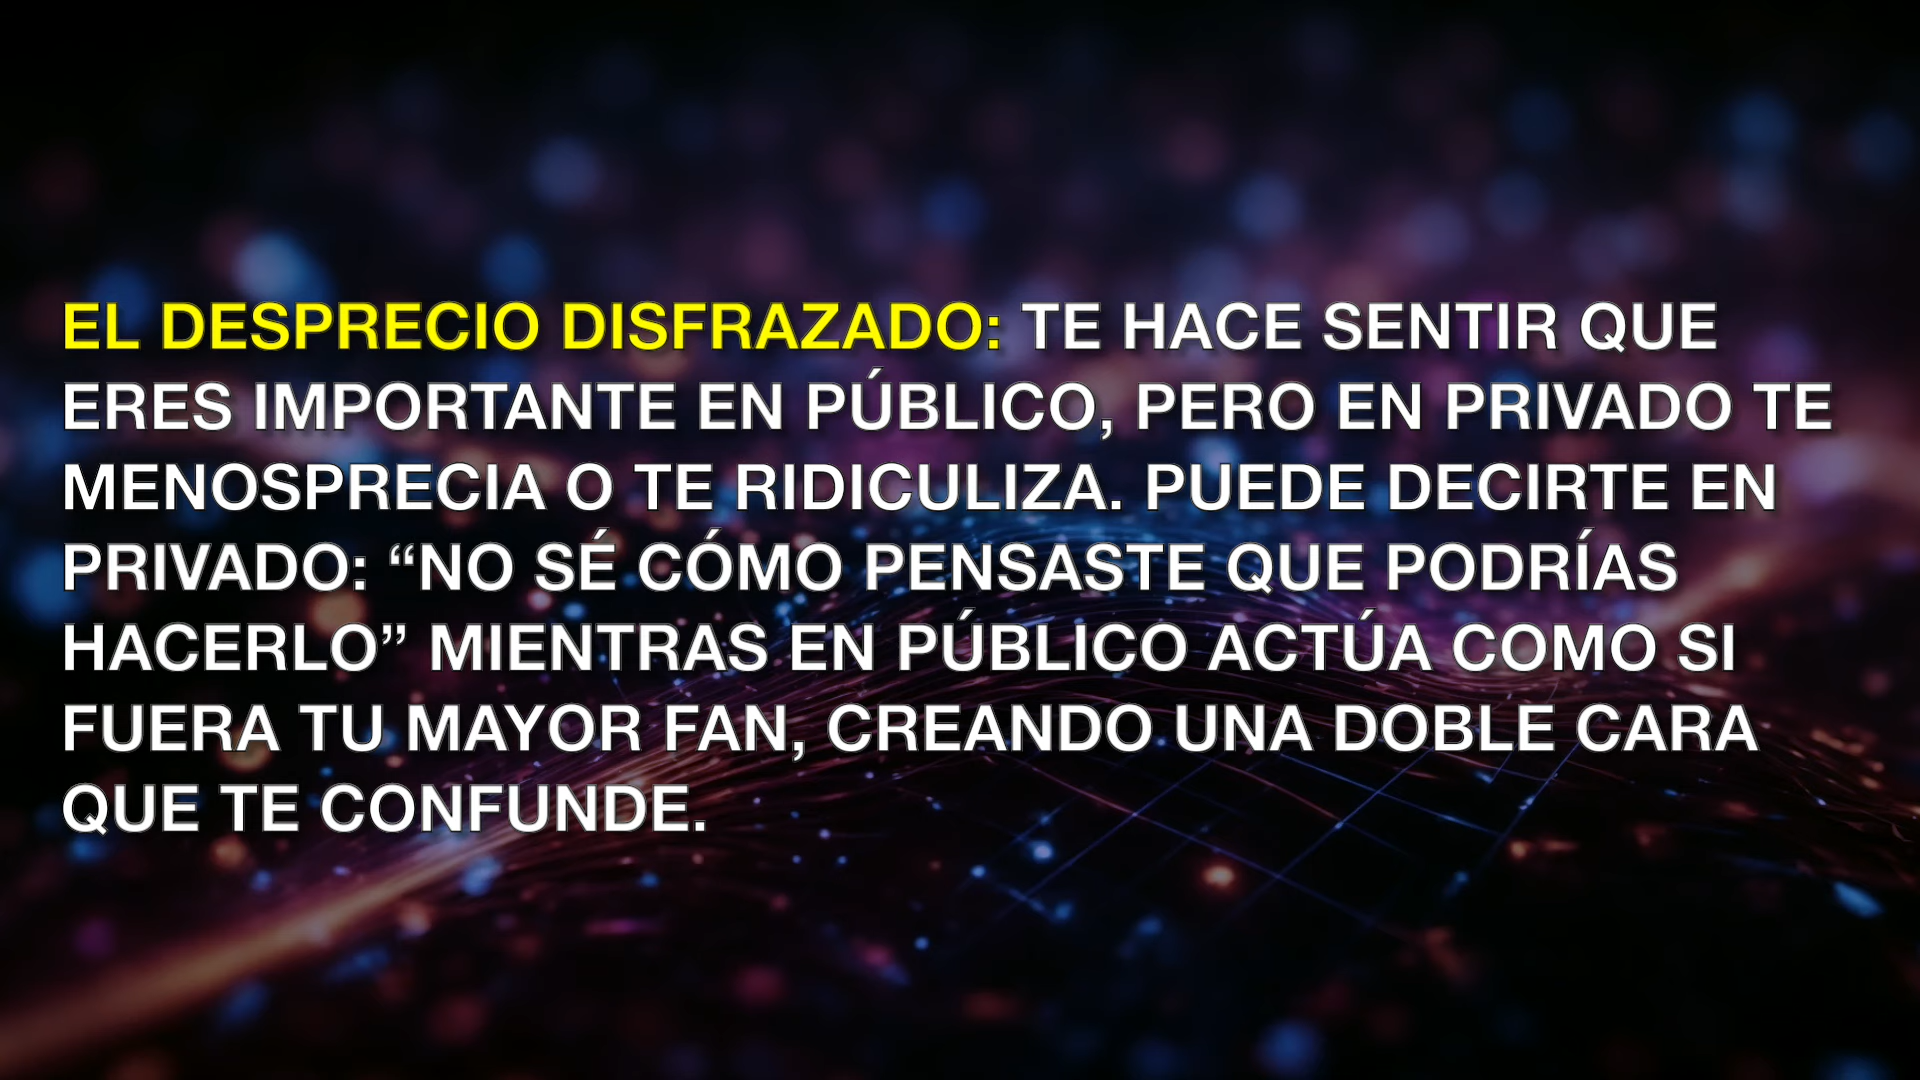 EL DESPRECIO DISFRAZADO: TE HACE SENTIR QUE
ERES IMPORTANTE EN PÚBLICO, PERO EN PRIVADO TE
MENOSPRECIA O TE RIDICULIZA. PUEDE DECIRTE EN
PRIVADO: “NO SÉ CÓMO PENSASTE QUE PODRÍAS
HACERLO” MIENTRAS EN PÚBLICO ACTÚA COMO SI
FUERA TU MAYOR FAN, CREANDO UNA DOBLE CARA
QUE TE CONFUNDE.